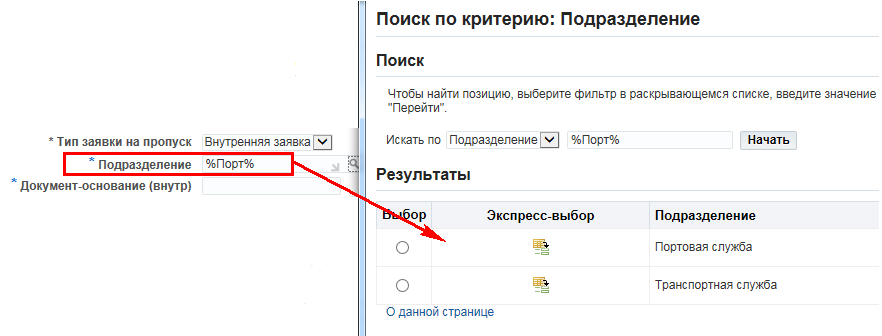 * Тип заявки на пропуск Внутренняя заявка
* Подразделение %Порт%
* Документ-основание (внутр)
Поиск по критерию: Подразделение
Поиск
Чтобы найти позицию, выберите фильтр в раскрывающемся списке, введите значение
"Перейти".
Искать по Подразделение %Порт% Начать
Результаты
Выбор Экспресс-выбор Подразделение
Портовая служба
Транспортная служба
О данной странице